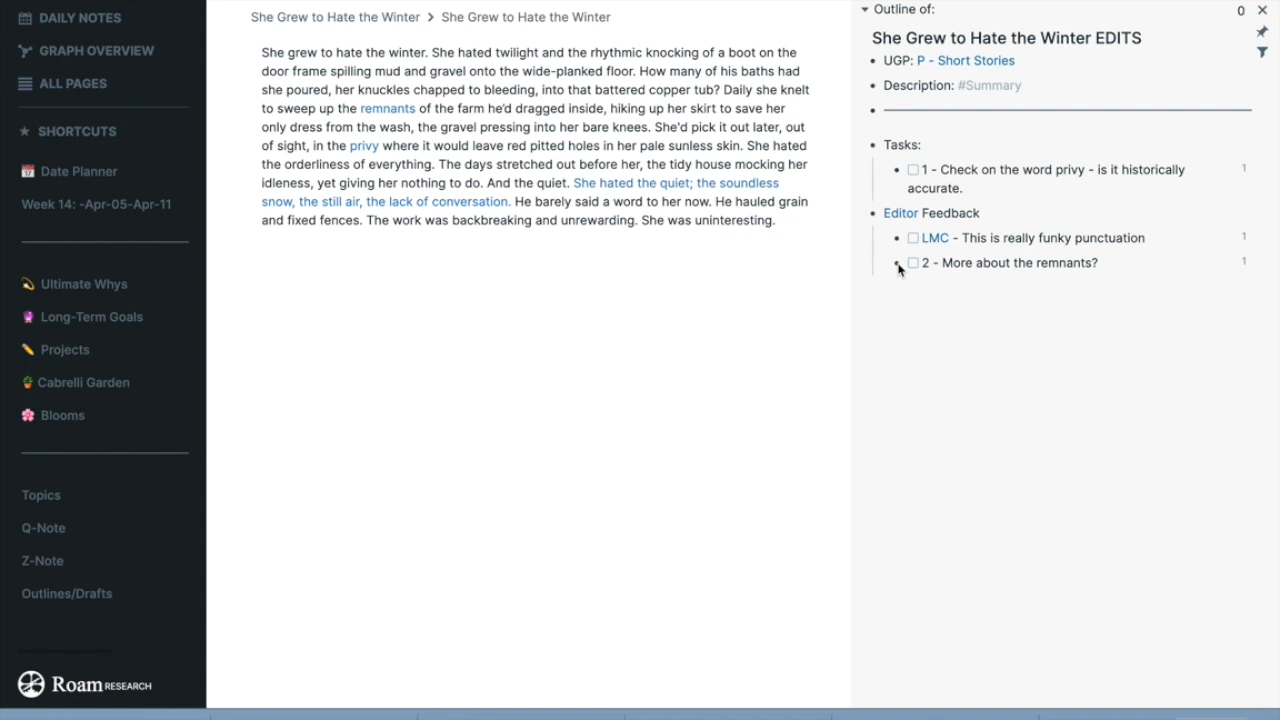 DAILY NOTES
GRAPH OVERVIEW
ALL PAGES
SHORTCUTS
Date Planner
Week 14: -Apr-05-Apr-11
Ultimate Whys
Long-Term Goals
Projects
Cabrelli Garden
Blooms
Topics
Q-Note
Z-Note
Outlines/Drafts
Roam RESEARCH
She Grew to Hate the Winter > She Grew to Hate the Winter
She grew to hate the winter. She hated twilight and the rhythmic knocking of a boot on the
door frame spilling mud and gravel onto the wide-planked floor. How many of his baths had
she poured, her knuckles chapped to bleeding, into that battered copper tub? Daily she knelt
to sweep up the remnants of the farm he'd dragged inside, hiking up her skirt to save her
only dress from the wash, the gravel pressing into her bare knees. She'd pick it out later, out
of sight, in the privy where it would leave red pitted holes in her pale sunless skin. She hated
the orderliness of everything. The days stretched out before her, the tidy house mocking her
idleness, yet giving her nothing to do. And the quiet. She hated the quiet; the soundless
snow, the still air, the lack of conversation. He barely said a word to her now. He hauled grain
and fixed fences. The work was backbreaking and unrewarding. She was uninteresting.
Outline of:
0
She Grew to Hate the Winter EDITS
UGP: P - Short Stories
Description: #Summary
Tasks:
1 - Check on the word privy - is it historically 1
accurate.
Editor Feedback
LMC - This is really funky punctuation 1
2 - More about the remnants? 1